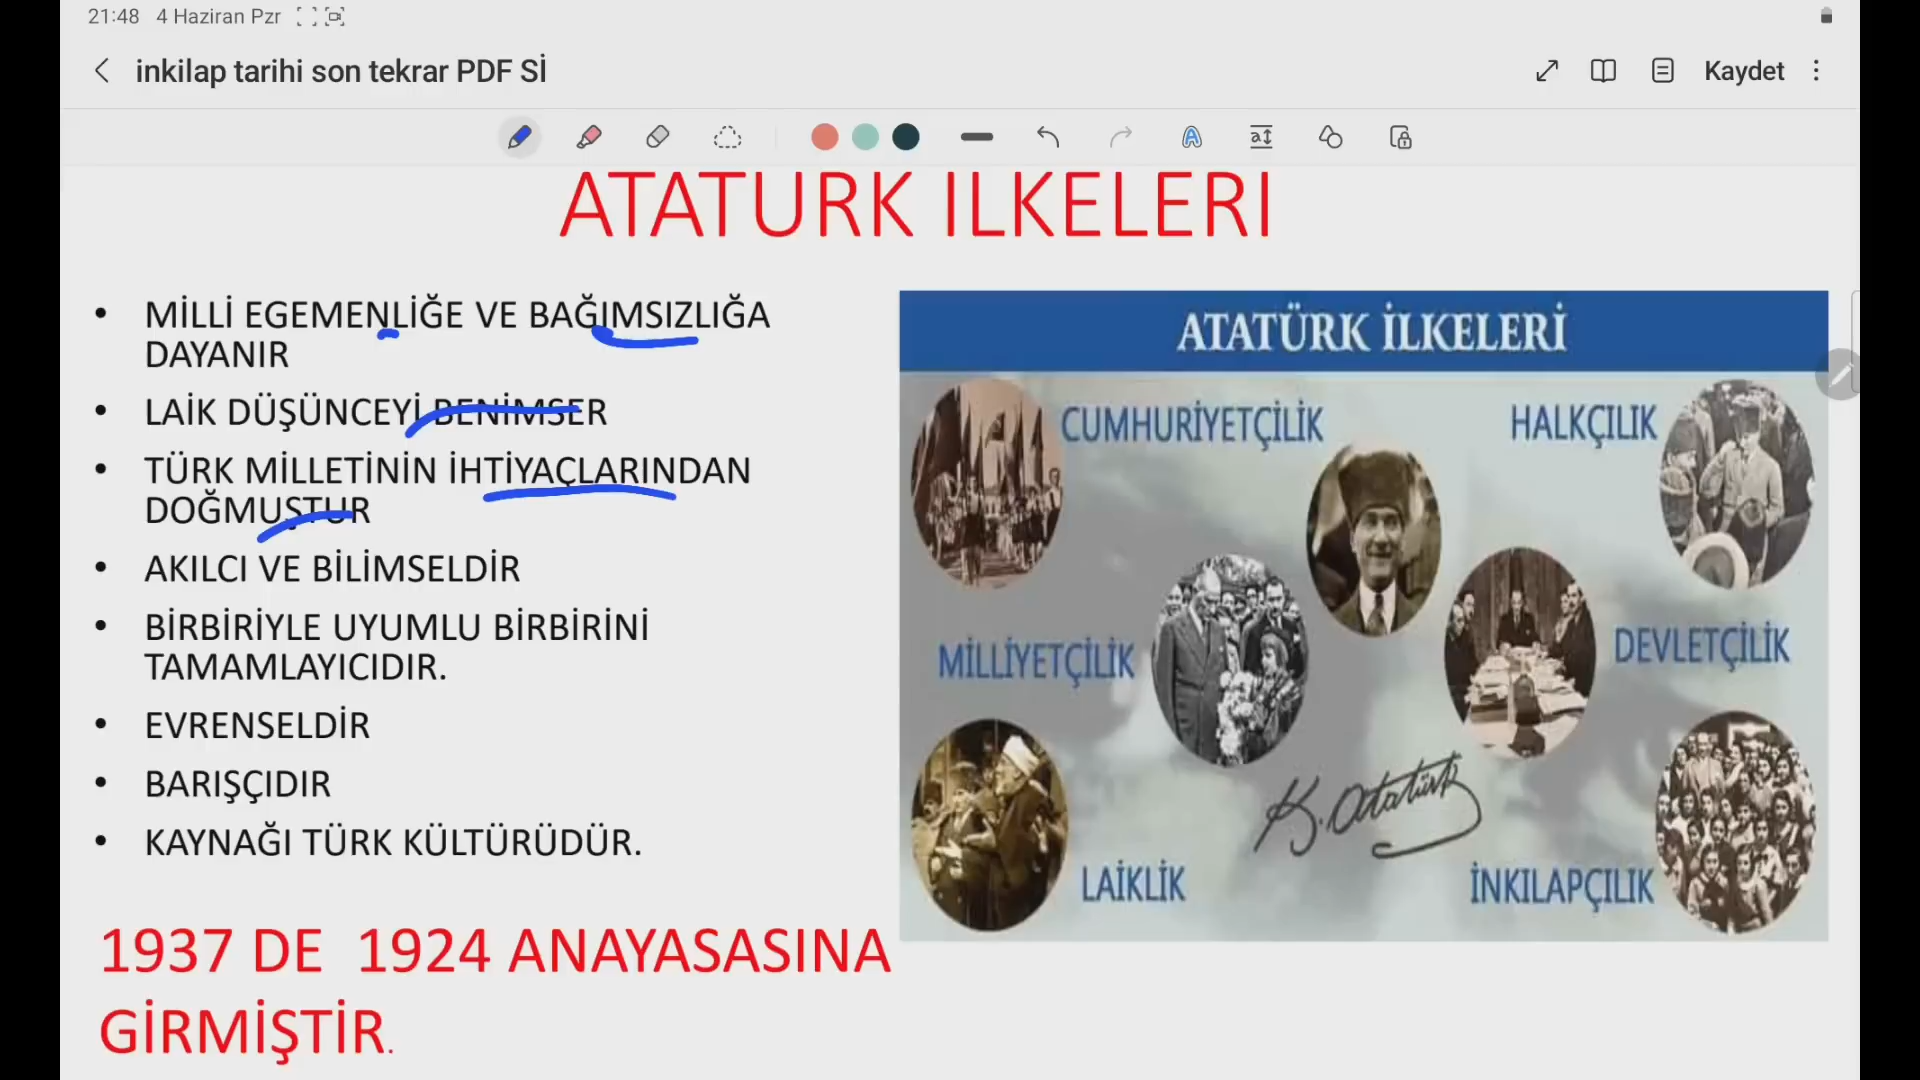 21:48 4 Haziran Pzr
inkilap tarihi son tekrar PDF Sİ
Kaydet
ATATURK ILKELERI
• MİLLİ EGEMENLİĞE VE BAĞIMSIZLIĞA
DAYANIR
• LAİK DÜŞÜNCEYİ BENİMSER
• TÜRK MİLLETİNİN İHTİYAÇLARINDAN
DOĞMUŞTUR
• AKILCI VE BİLİMSELDİR
• BİRBİRİYLE UYUMLU BİRBİRİNİ
TAMAMLAYICIDIR.
• EVRENSELDİR
• BARIŞÇIDIR
• KAYNAĞI TÜRK KÜLTÜRÜDÜR.
1937 DE 1924 ANAYASASINA
GİRMİŞTİR.
ATATÜRK İLKELERİ
CUMHURİYETÇİLİK
HALKÇILIK
MİLLİYETÇİLİK
DEVLETÇİLİK
K. Atatürk
LAİKLİK
İNKILAPÇILIK